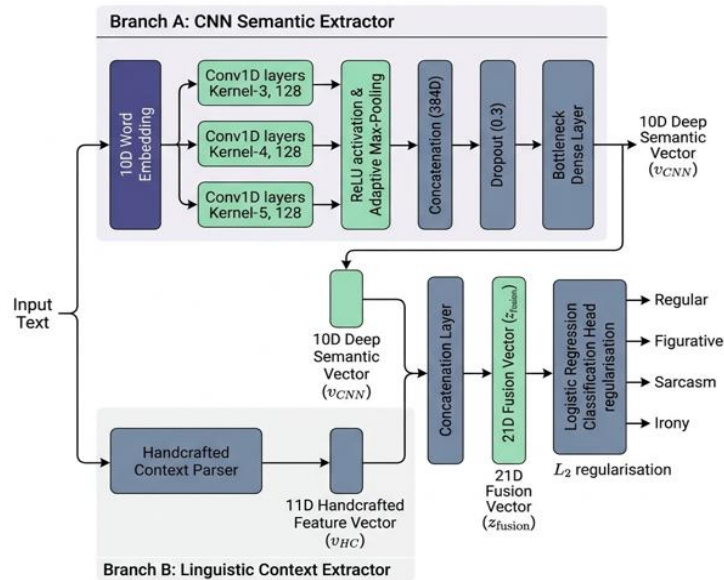 Branch A: CNN Semantic Extractor
10D Word
Embedding
Conv1D layers
Kernel-3, 128
Conv1D layers
Kernel-4, 128
Conv1D layers
Kernel-5, 128
ReLU activation &
Adaptive Max-Pooling
Concatenation (384D)
Dropout (0.3)
Bottleneck
Dense Layer
10D Deep
Semantic
Vector
(v_CNN)
Input
Text
10D Deep
Semantic
Vector
(v_CNN)
Handcrafted
Context Parser
11D Handcrafted
Feature Vector
(v_HC)
Branch B: Linguistic Context Extractor
Concatenation Layer
21D Fusion Vector (z_fusion)
21D
Fusion
Vector
(z_fusion)
Logistic Regression
Classification Head
regularisation
L_2 regularisation
Regular
Figurative
Sarcasm
Irony